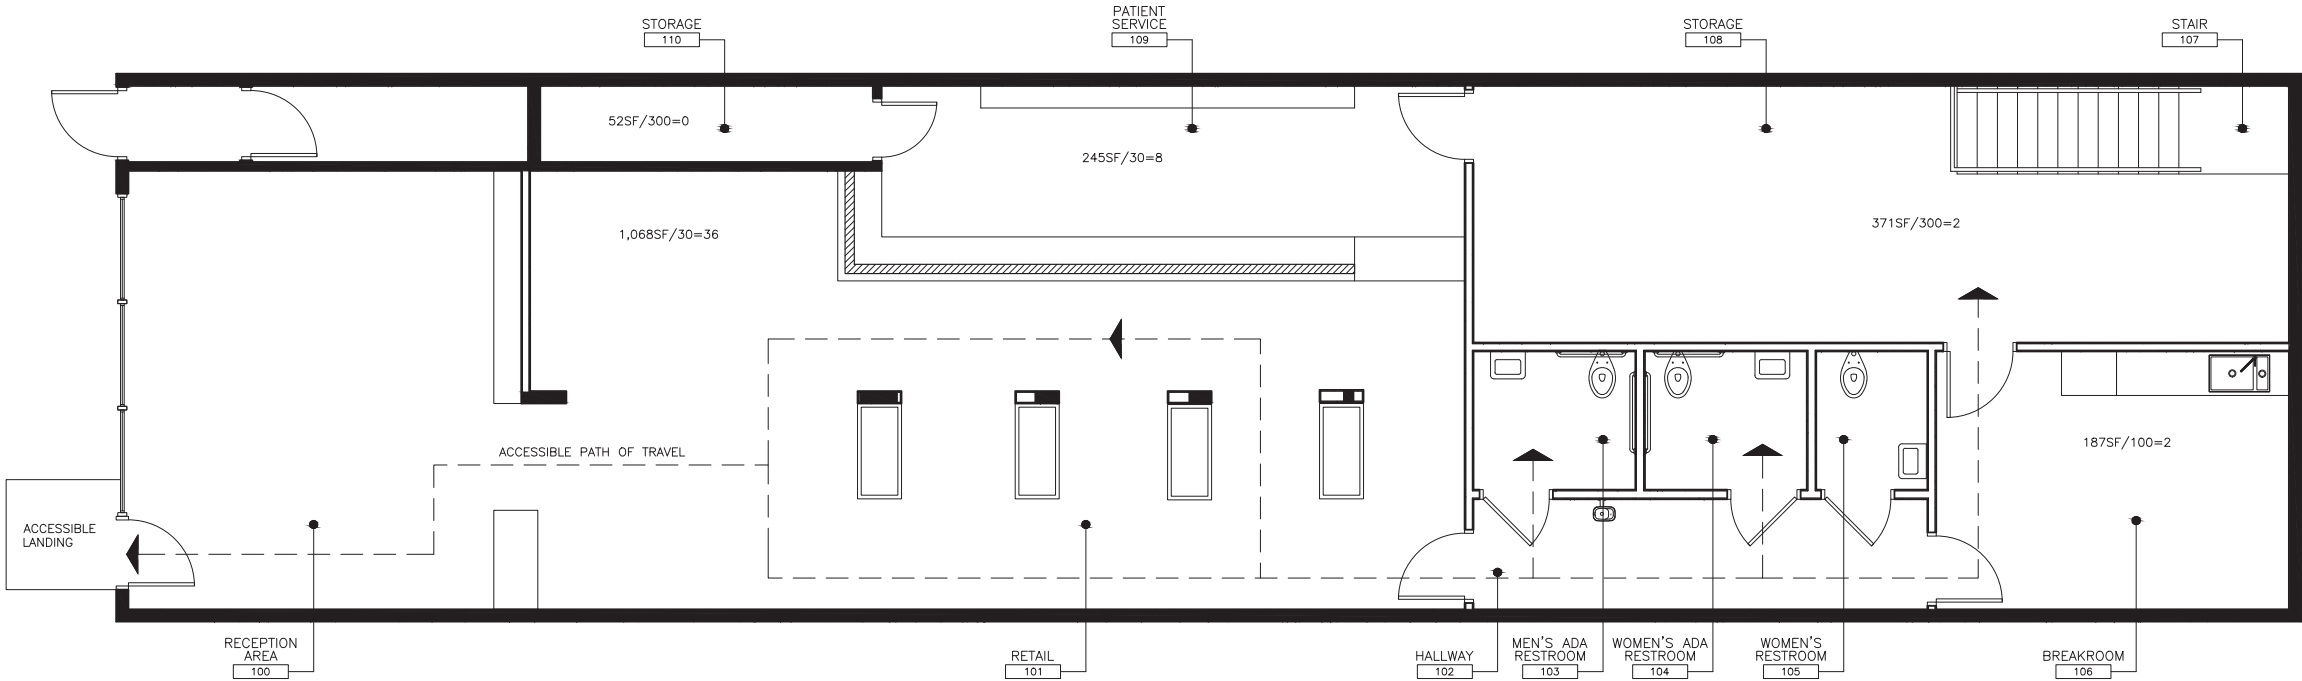 STORAGE
110
PATIENT
SERVICE
109
STORAGE
108
STAIR
107
52SF/300=0
245SF/30=8
1,068SF/30=36
371SF/300=2
ACCESSIBLE PATH OF TRAVEL
187SF/100=2
ACCESSIBLE
LANDING
RECEPTION
AREA
100
RETAIL
101
HALLWAY
102
MEN'S ADA
RESTROOM
103
WOMEN'S ADA
RESTROOM
104
WOMEN'S
RESTROOM
105
BREAKROOM
106